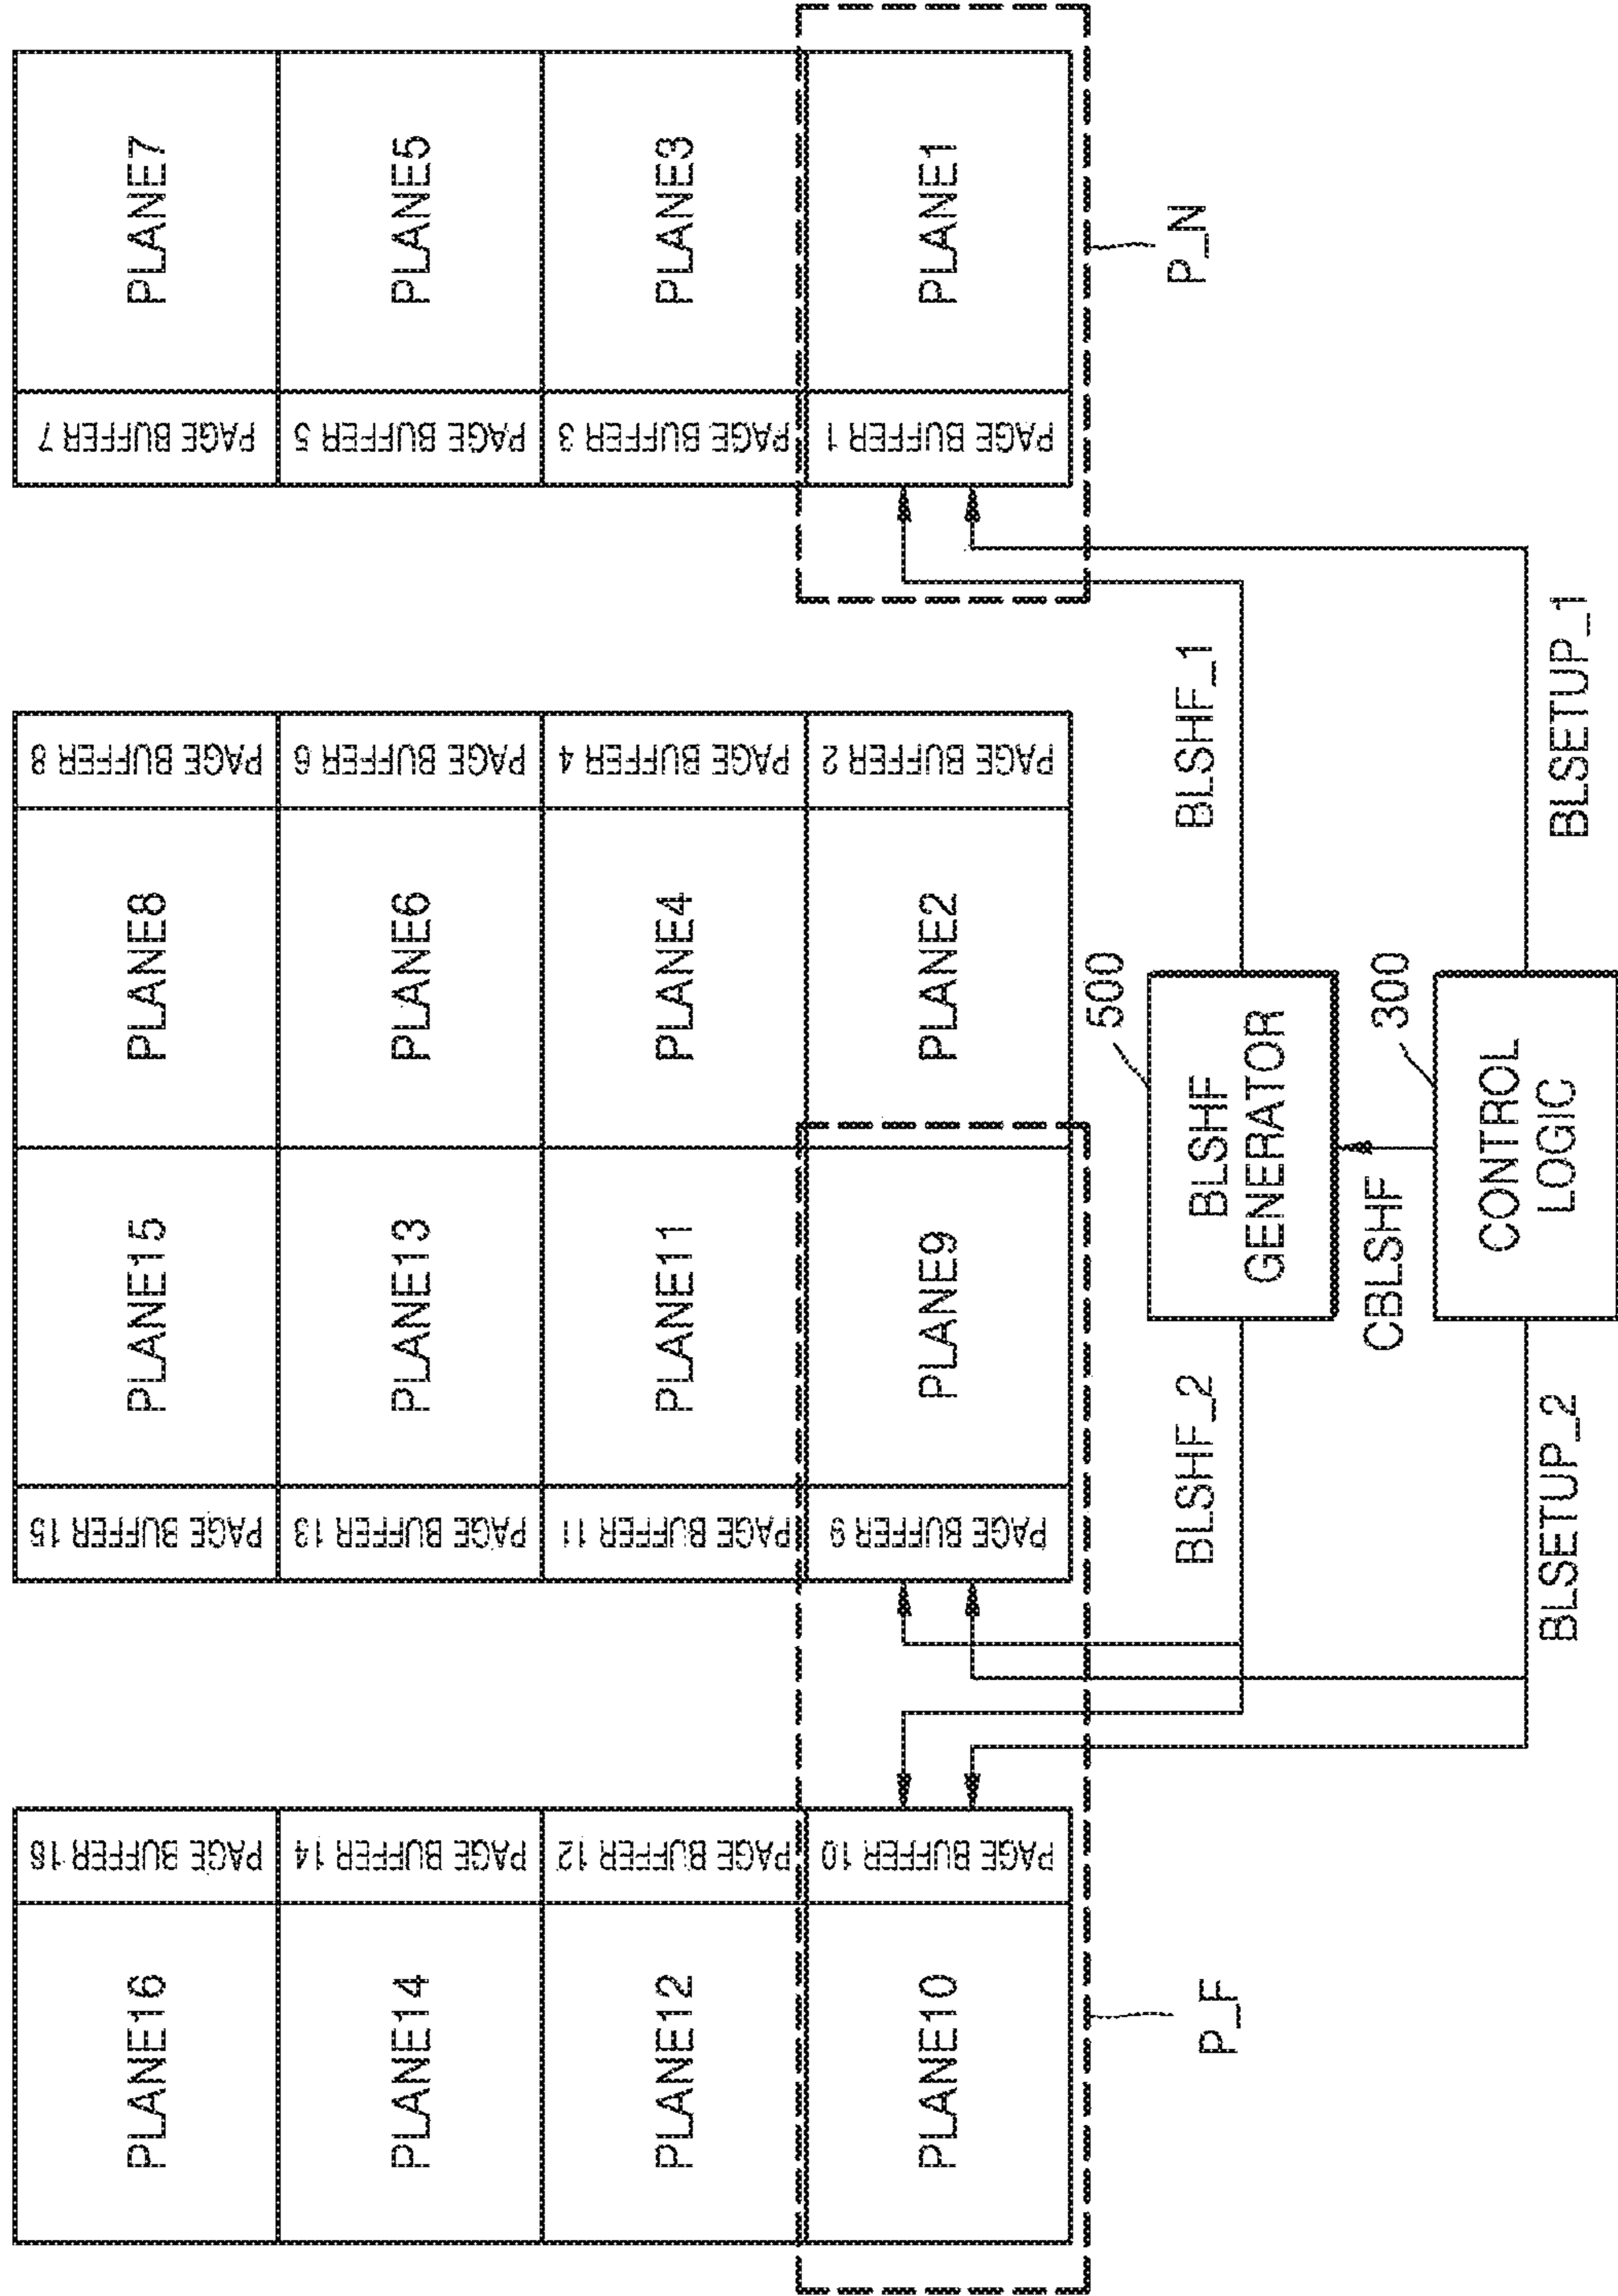 PLANE16
PAGE BUFFER 16
PAGE BUFFER 15
PLANE15
PLANE8
PAGE BUFFER 8
PAGE BUFFER 7
PLANE7
PLANE14
PAGE BUFFER 14
PAGE BUFFER 13
PLANE13
PLANE6
PAGE BUFFER 6
PAGE BUFFER 5
PLANE5
PLANE12
PAGE BUFFER 12
PAGE BUFFER 11
PLANE11
PLANE4
PAGE BUFFER 4
PAGE BUFFER 3
PLANE3
PLANE10
PAGE BUFFER 10
PAGE BUFFER 9
PLANE9
PLANE2
PAGE BUFFER 2
PAGE BUFFER 1
PLANE1
P_F
BLSHF_2
BLSHF
GENERATOR
500
BLSHF_1
P_N
CBLSHF
300
BLSETUP_2
CONTROL
LOGIC
BLSETUP_1